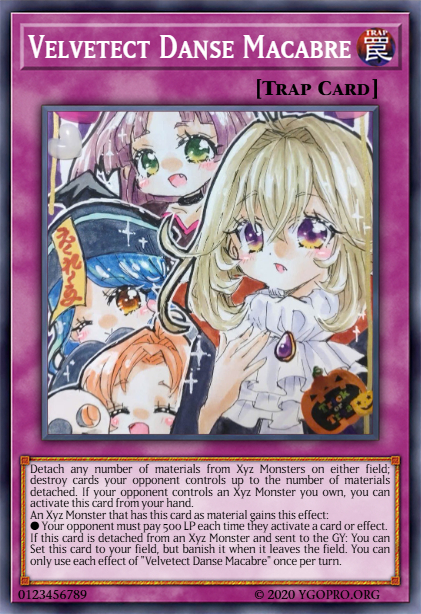 Velvetect Danse Macabre
TRAP
罠
[Trap Card]
Trick
or
Treat
Detach any number of materials from Xyz Monsters on either field;
destroy cards your opponent controls up to the number of materials
detached. If your opponent controls an Xyz Monster you own, you can
activate this card from your hand.
An Xyz Monster that has this card as material gains this effect:
● Your opponent must pay 500 LP each time they activate a card or effect.
If this card is detached from an Xyz Monster and sent to the GY: You can
Set this card to your field, but banish it when it leaves the field. You can
only use each effect of "Velvetect Danse Macabre" once per turn.
0123456789
© 2020 YGOPRO.ORG